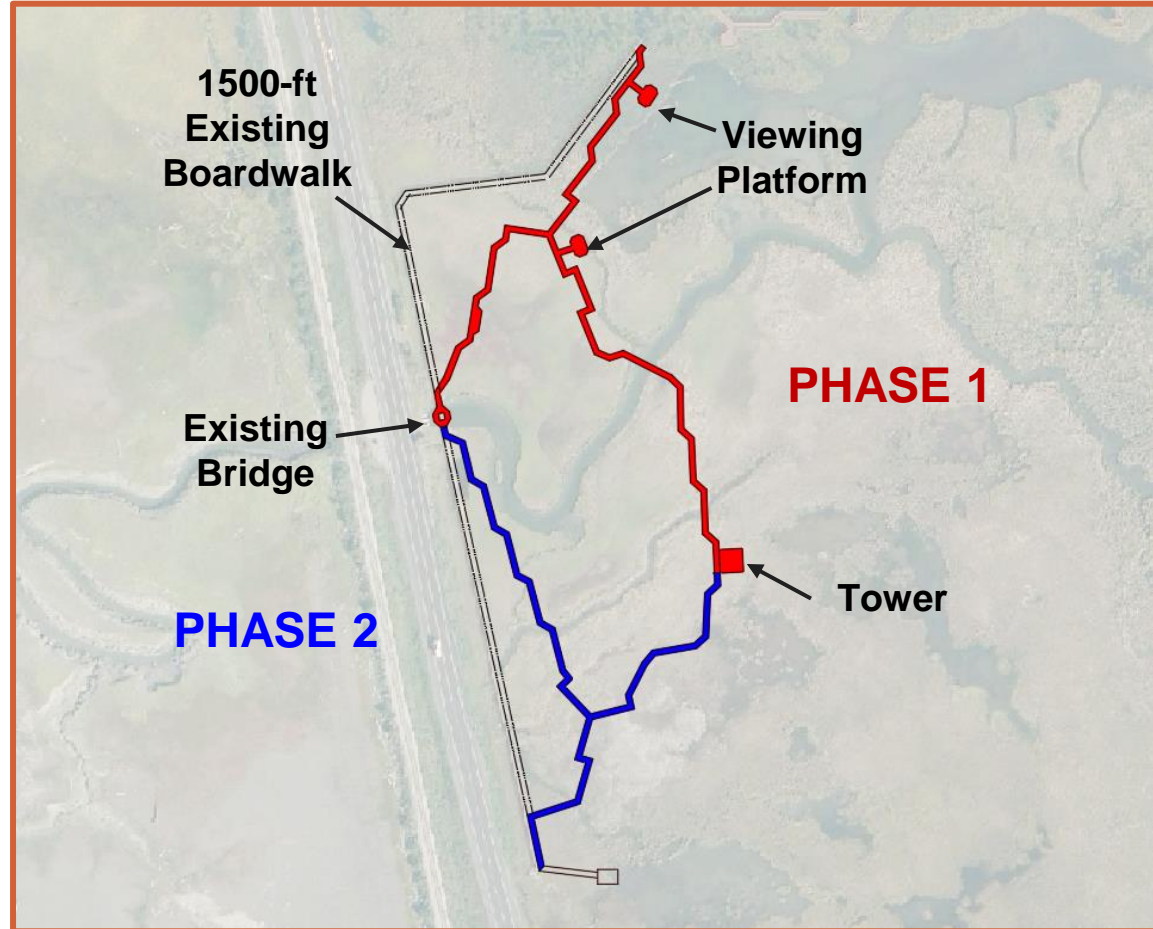 1500-ft
Existing
Boardwalk
Viewing
Platform
PHASE 1
Existing
Bridge
Tower
PHASE 2